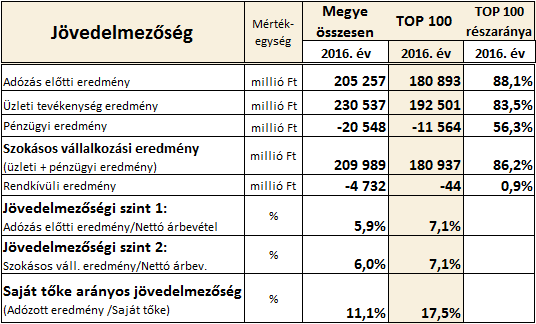 Jövedelmezőség Mérték-egység Megye összesen TOP 100 TOP 100 részaránya
2016. év 2016. év 2016. év
Adózás előtti eredmény millió Ft 205 257 180 893 88,1%
Üzleti tevékenység eredmény millió Ft 230 537 192 501 83,5%
Pénzügyi eredmény millió Ft -20 548 -11 564 56,3%
Szokásos vállalkozási eredmény
(üzleti + pénzügyi eredmény) millió Ft 209 989 180 937 86,2%
Rendkívüli eredmény millió Ft -4 732 -44 0,9%
Jövedelmezőségi szint 1:
Adózás előtti eredmény/Nettó árbevétel % 5,9% 7,1%
Jövedelmezőségi szint 2:
Szokásos váll. eredmény/Nettó árbev. % 6,0% 7,1%
Saját tőke arányos jövedelmezőség
(Adózott eredmény /Saját tőke) % 11,1% 17,5%